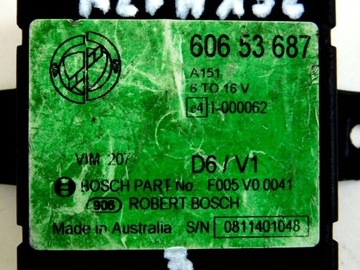 606 53 687
A151
6 TO 16 V
e4 1-000062
VIM 207
D6 / V1
BOSCH PART No. F005 V0 0041
906 ROBERT BOSCH
Made in Australia S/N 0811401048